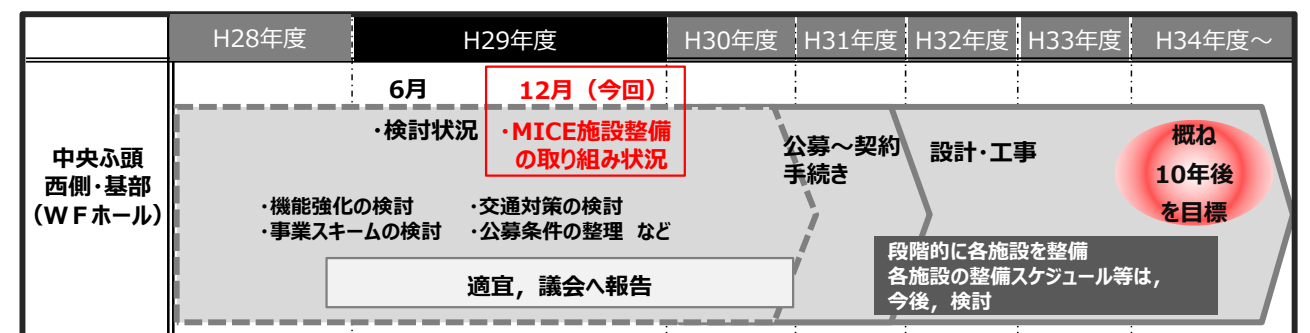 H28年度
H29年度
H30年度
H31年度
H32年度
H33年度
H34年度～
中央ふ頭
西側・基部
（ＷＦホール）
6月
・検討状況
12月（今回）
・MICE施設整備
の取り組み状況
・機能強化の検討
・事業スキームの検討
・交通対策の検討
・公募条件の整理 など
適宜，議会へ報告
公募～契約
手続き
設計・工事
概ね
10年後
を目標
段階的に各施設を整備
各施設の整備スケジュール等は，
今後，検討